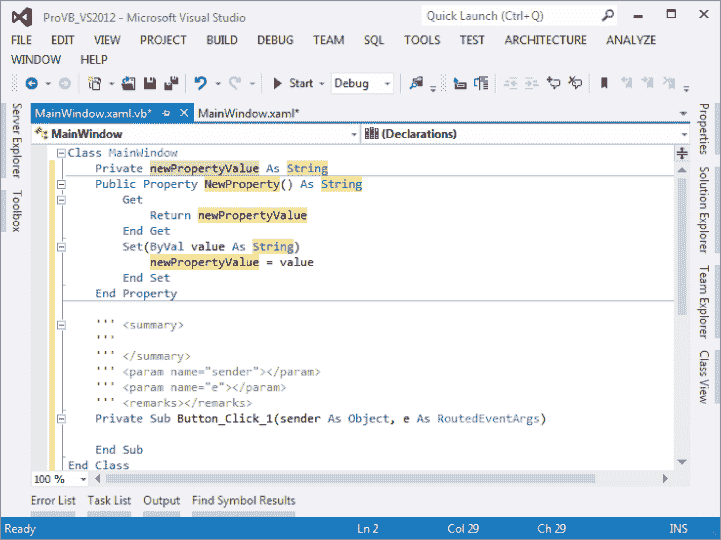 ProVB_VS2012 - Microsoft Visual Studio
Quick Launch (Ctrl+Q)
FILE EDIT VIEW PROJECT BUILD DEBUG TEAM SQL TOOLS TEST ARCHITECTURE ANALYZE
WINDOW HELP
Start Debug
Server Explorer
Toolbox
MainWindow.xaml.vb* MainWindow.xaml*
MainWindow (Declarations)
Class MainWindow
Private newPropertyValue As String
Public Property NewProperty() As String
Get
Return newPropertyValue
End Get
Set(ByVal value As String)
newPropertyValue = value
End Set
End Property
''' <summary>
'''
''' </summary>
''' <param name="sender"></param>
''' <param name="e"></param>
''' <remarks></remarks>
Private Sub Button_Click_1(sender As Object, e As RoutedEventArgs)
End Sub
End Class
100 %
Properties
Solution Explorer
Team Explorer
Class View
Error List Task List Output Find Symbol Results
Ready Ln 2 Col 29 Ch 29 INS